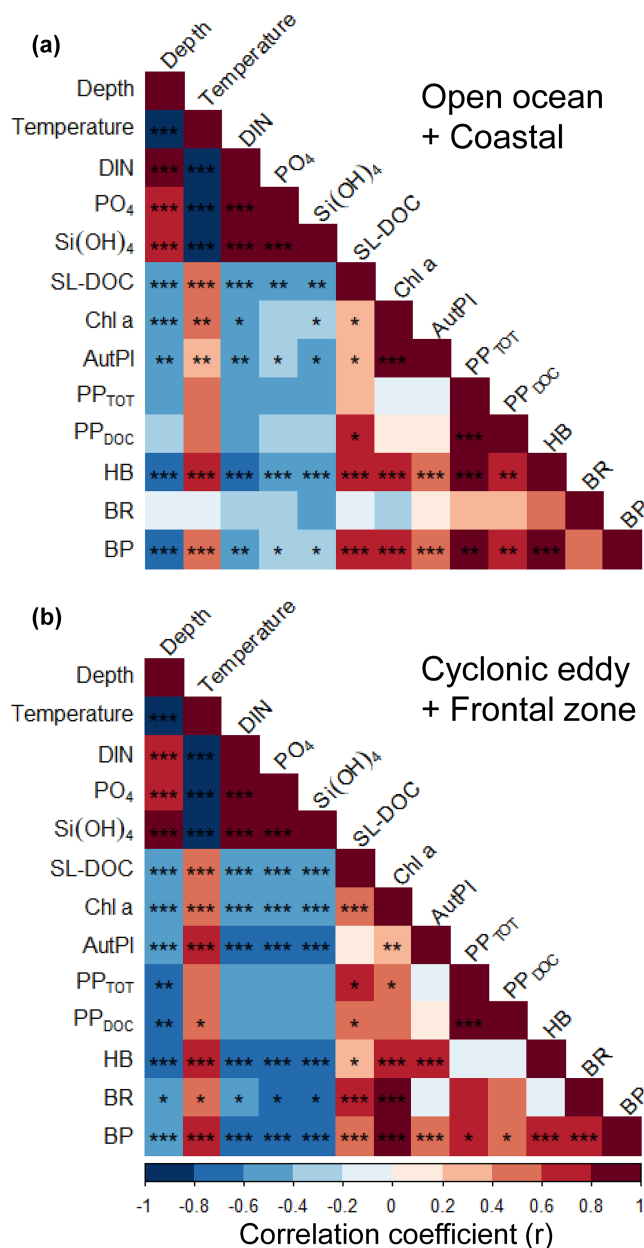 (a)
Depth
Temperature
DIN
PO4
Si(OH)4
SL-DOC
Chl a
AutPl
PPTOT
PPDOC
HB
BR
BP
Open ocean
+ Coastal
Depth
Temperature ***
DIN *** ***
PO4 *** *** ***
Si(OH)4 *** *** *** ***
SL-DOC *** *** *** ** **
Chl a *** ** * * *
AutPl ** ** ** * * * ***
PPTOT
PPDOC * ***
HB *** *** *** *** *** *** *** *** *** **
BR
BP *** *** ** * * *** *** *** ** ** ***
(b)
Depth
Temperature
DIN
PO4
Si(OH)4
SL-DOC
Chl a
AutPl
PPTOT
PPDOC
HB
BR
BP
Cyclonic eddy
+ Frontal zone
Depth
Temperature ***
DIN *** ***
PO4 *** *** ***
Si(OH)4 *** *** *** ***
SL-DOC *** *** *** *** ***
Chl a *** *** *** *** *** ***
AutPl *** *** *** *** *** **
PPTOT ** * *
PPDOC ** * * ***
HB *** *** *** *** *** * *** ***
BR * * * * * *** ***
BP *** *** *** *** *** *** *** *** * * *** ***
-1 -0.8 -0.6 -0.4 -0.2 0 0.2 0.4 0.6 0.8 1
Correlation coefficient (r)